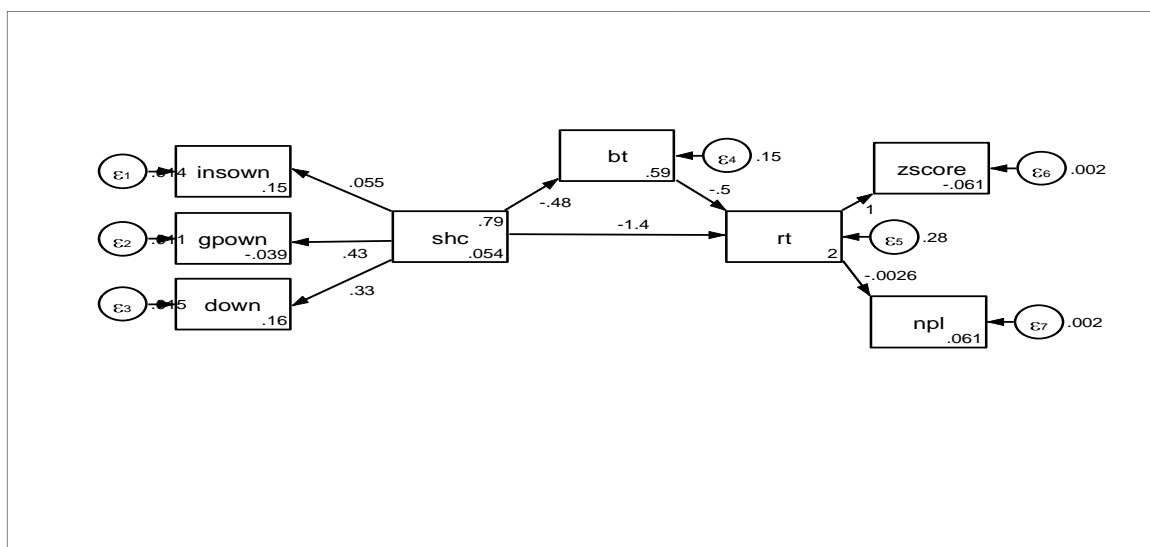 bt
.59
ε4
.15
ε1
insown
.15
.055
-.48
-.5
zscore
-.061
ε6
.002
1
ε2
gpown
-.039
.43
.79
shc
.054
-1.4
rt
2
ε5
.28
ε3
down
.16
.33
-.0026
npl
.061
ε7
.002